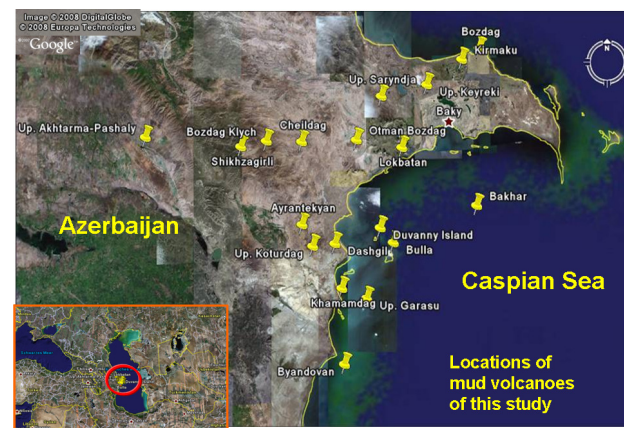 Image © 2008 DigitalGlobe
© 2008 Europa Technologies
Google
N
Bozdag
Kirmaku
Up. Saryndja
Up. Keyreki
Baky
Up. Akhtarma-Pashaly
Bozdag Kiych
Cheildag
Otman Bozdag
Shikhzagirli
Lokbatan
Bakhar
Ayrantekyan
Azerbaijan
Duvanny Island
Up. Koturdag
Dashgil
Bulla
Caspian Sea
Khamamdag
Up. Garasu
Byandovan
Locations of
mud volcanoes
of this study